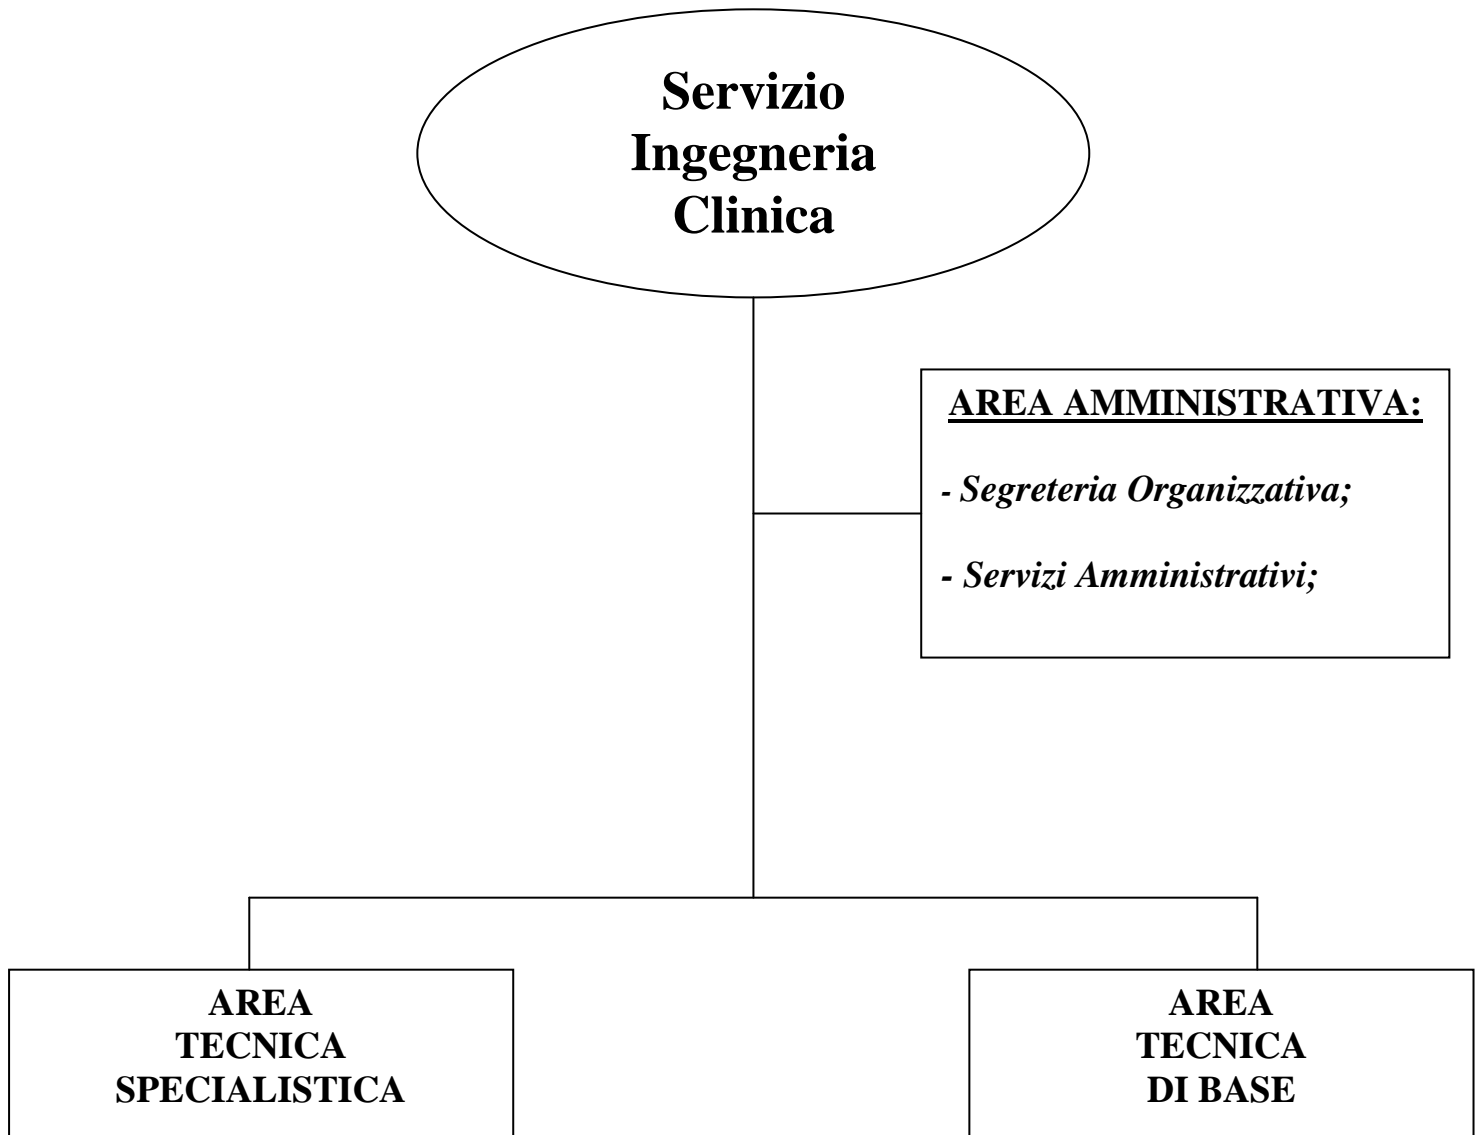 Servizio
Ingegneria
Clinica
AREA AMMINISTRATIVA:
- Segreteria Organizzativa;
- Servizi Amministrativi;
AREA
TECNICA
SPECIALISTICA
AREA
TECNICA
DI BASE